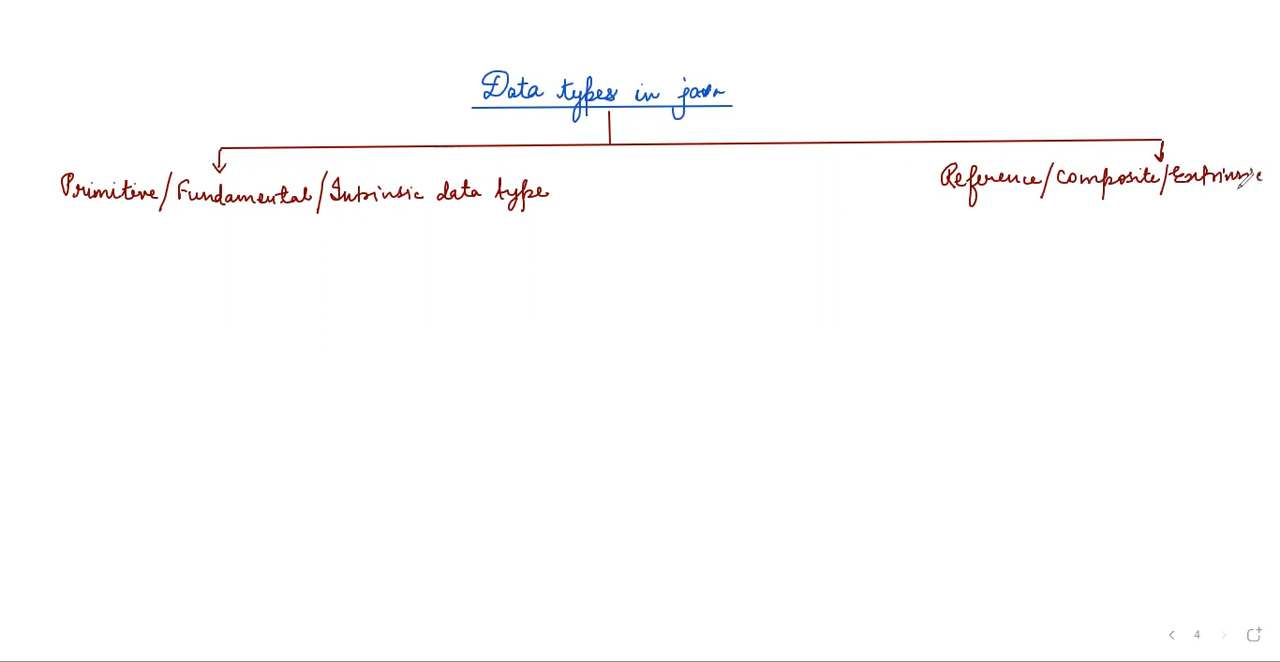 Data types in java
Primitive/Fundamental/Intrinsic data type
Reference/Composite/Extrinsic
4